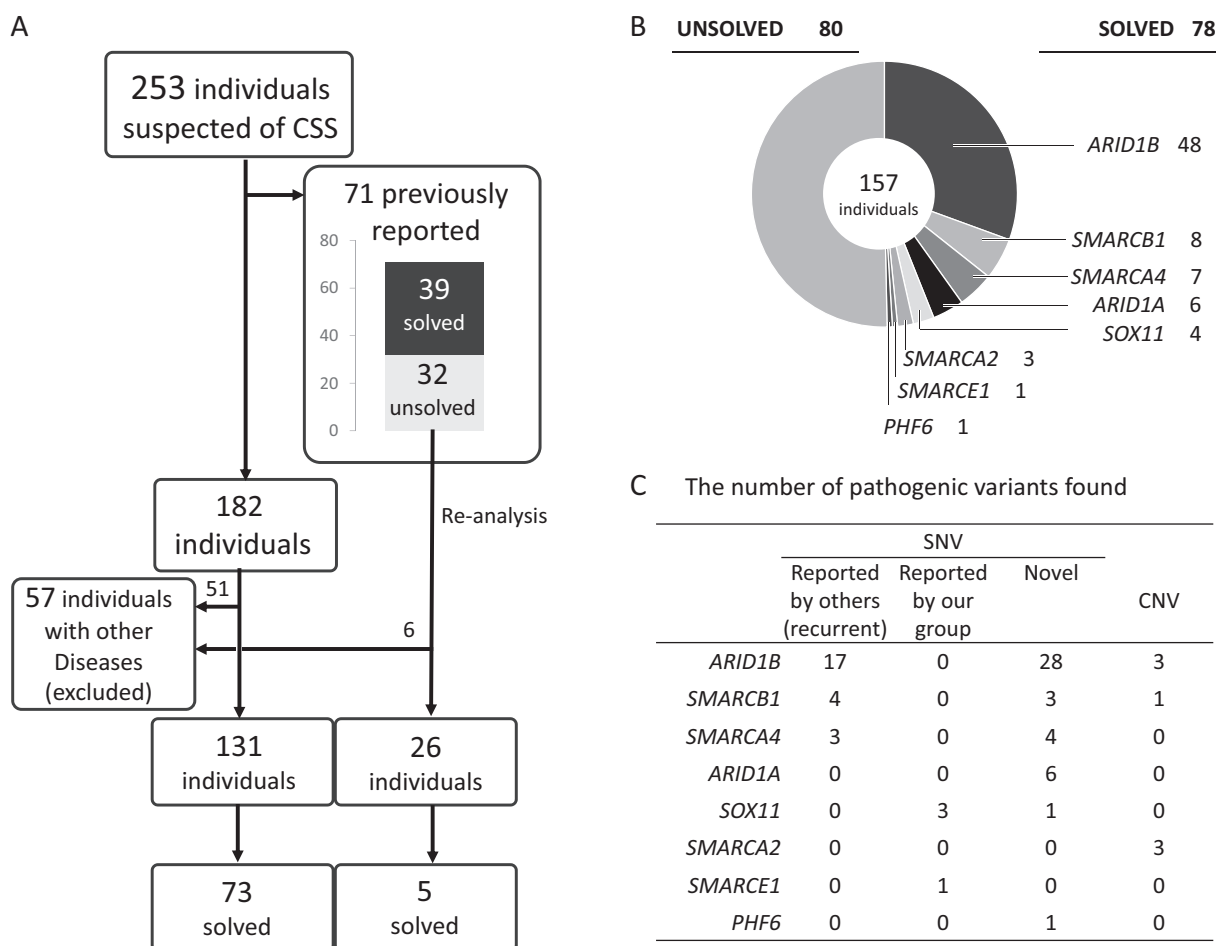 A
253 individuals
suspected of CSS
71 previously
reported
80
60
40
20
0
39
solved
32
unsolved
182
individuals
Re-analysis
51
57 individuals
with other
Diseases
(excluded)
6
131
individuals
26
individuals
73
solved
5
solved
B
UNSOLVED 80
SOLVED 78
157
individuals
ARID1B 48
SMARCB1 8
SMARCA4 7
ARID1A 6
SOX11 4
SMARCA2 3
SMARCE1 1
PHF6 1
C The number of pathogenic variants found
SNV
Reported
by others
(recurrent)
Reported
by our
group
Novel
CNV
ARID1B 17 0 28 3
SMARCB1 4 0 3 1
SMARCA4 3 0 4 0
ARID1A 0 0 6 0
SOX11 0 3 1 0
SMARCA2 0 0 0 3
SMARCE1 0 1 0 0
PHF6 0 0 1 0